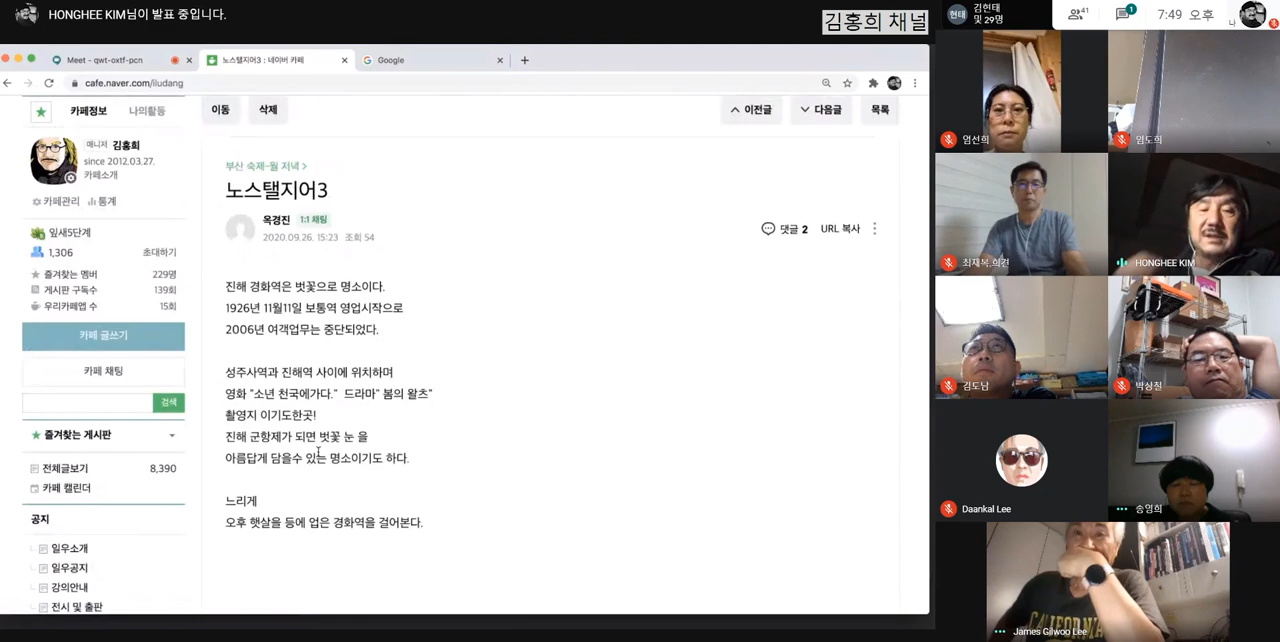 HONGHEE KIM님이 발표 중입니다.
김홍희 채널
현태
김현태
및 29명
41
1
7:49 오후
나
Meet - qwt-oxtf-pcn
노스탤지어3 : 네이버 카페
Google
cafe.naver.com/iludang
카페정보
나의활동
이동
삭제
이전글
다음글
목록
매니저 김홍희
since 2012.03.27.
카페소개
카페관리
통계
잎새5단계
1,306
초대하기
즐겨찾는 멤버
229명
게시판 구독수
139회
우리카페앱 수
15회
카페 글쓰기
카페 채팅
검색
즐겨찾는 게시판
전체글보기
8,390
카페 캘린더
공지
일우소개
일우공지
강의안내
전시 및 출판
부산 숙제-월 저녁 >
노스탤지어3
옥경진 1:1 채팅
2020.09.26. 15:23 조회 54
댓글 2
URL 복사
진해 경화역은 벗꽃으로 명소이다.
1926년 11월11일 보통역 영업시작으로
2006년 여객업무는 중단되었다.
성주사역과 진해역 사이에 위치하며
영화 "소년 천국에가다." 드라마" 봄의 왈츠"
촬영지 이기도한곳!
진해 군항제가 되면 벗꽃 눈 을
아름답게 담을수 있는 명소이기도 하다.
느리게
오후 햇살을 등에 업은 경화역을 걸어본다.
엄선희
임도희
최재복.희견
HONGHEE KIM
김도남
박상철
Daankal Lee
송영희
CALIFORNIA
James Gilwoo Lee